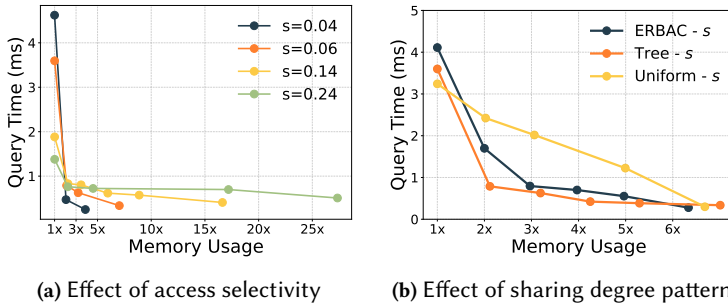 Query Time (ms)
4
3
2
1
s=0.04
s=0.06
s=0.14
s=0.24
1x 3x 5x 10x 15x 20x 25x
Memory Usage
(a) Effect of access selectivity
Query Time (ms)
5
4
3
2
1
0
ERBAC - s
Tree - s
Uniform - s
1x 2x 3x 4x 5x 6x
Memory Usage
(b) Effect of sharing degree pattern